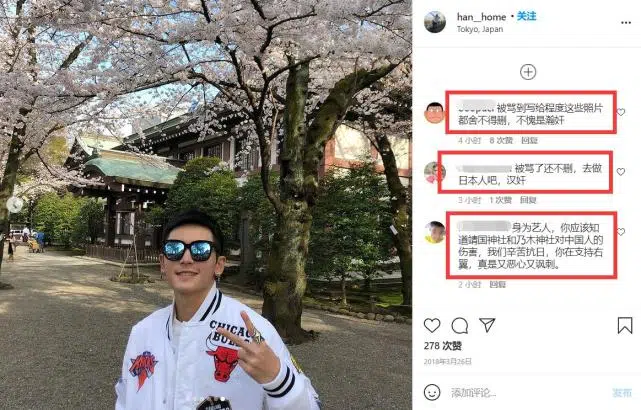 han__home • 关注
Tokyo, Japan
被骂到写给程度这些照片
都舍不得删，不愧是瀚奸
4 小时 8 次赞 回复
被骂了还不删，去做
日本人吧，汉奸
3 小时 1 次赞 回复
身为艺人，你应该知
道靖国神社和乃木神社对中国人的
伤害，我们辛苦抗日，你在支持右
翼，真是又恶心又讽刺。
2 小时 回复
278 次赞
2018年3月26日
添加评论... 发布
CHICAGO
BULLS